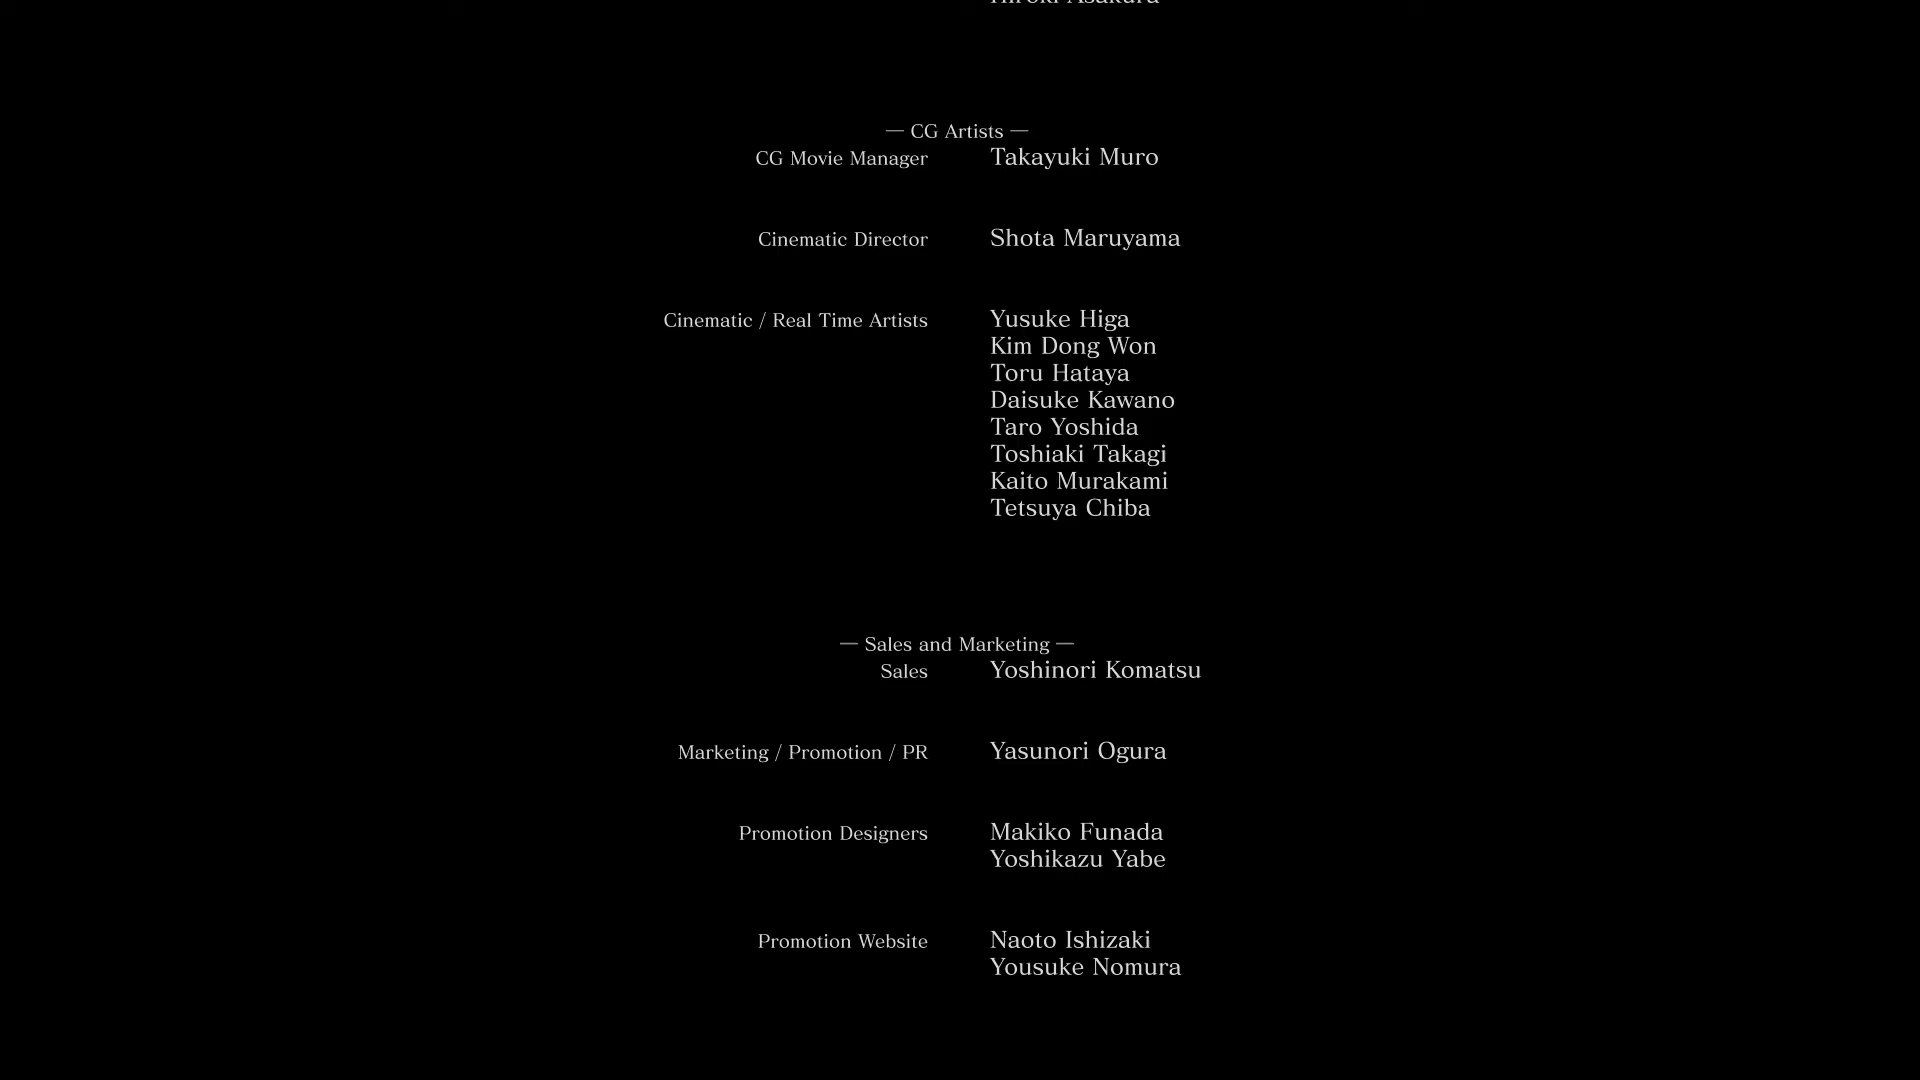 Hiroki Asakura
— CG Artists —
CG Movie Manager Takayuki Muro
Cinematic Director Shota Maruyama
Cinematic / Real Time Artists Yusuke Higa
Kim Dong Won
Toru Hataya
Daisuke Kawano
Taro Yoshida
Toshiaki Takagi
Kaito Murakami
Tetsuya Chiba
— Sales and Marketing —
Sales Yoshinori Komatsu
Marketing / Promotion / PR Yasunori Ogura
Promotion Designers Makiko Funada
Yoshikazu Yabe
Promotion Website Naoto Ishizaki
Yousuke Nomura